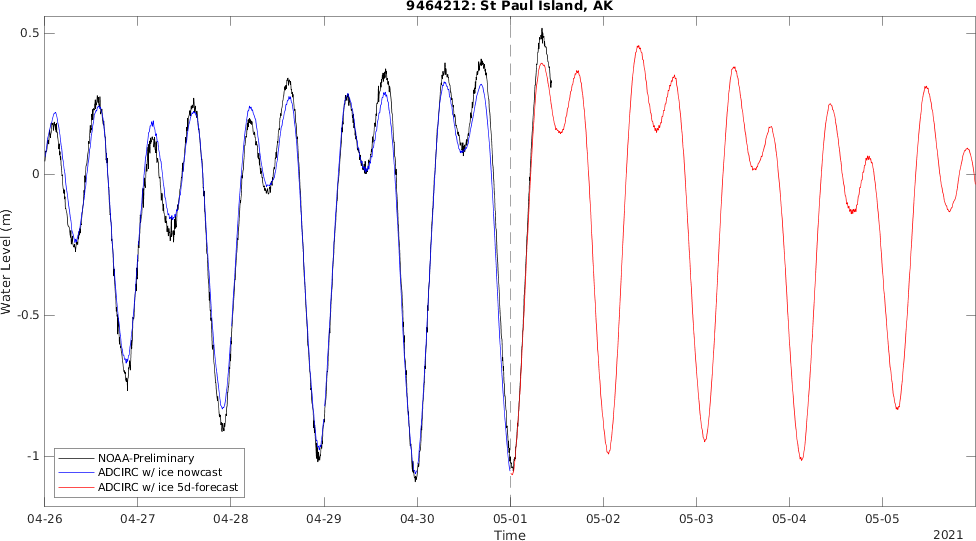 9464212: St Paul Island, AK
0.5
0
-0.5
-1
Water Level (m)
NOAA-Preliminary
ADCIRC w/ ice nowcast
ADCIRC w/ ice 5d-forecast
04-26 04-27 04-28 04-29 04-30 05-01 05-02 05-03 05-04 05-05
Time
2021